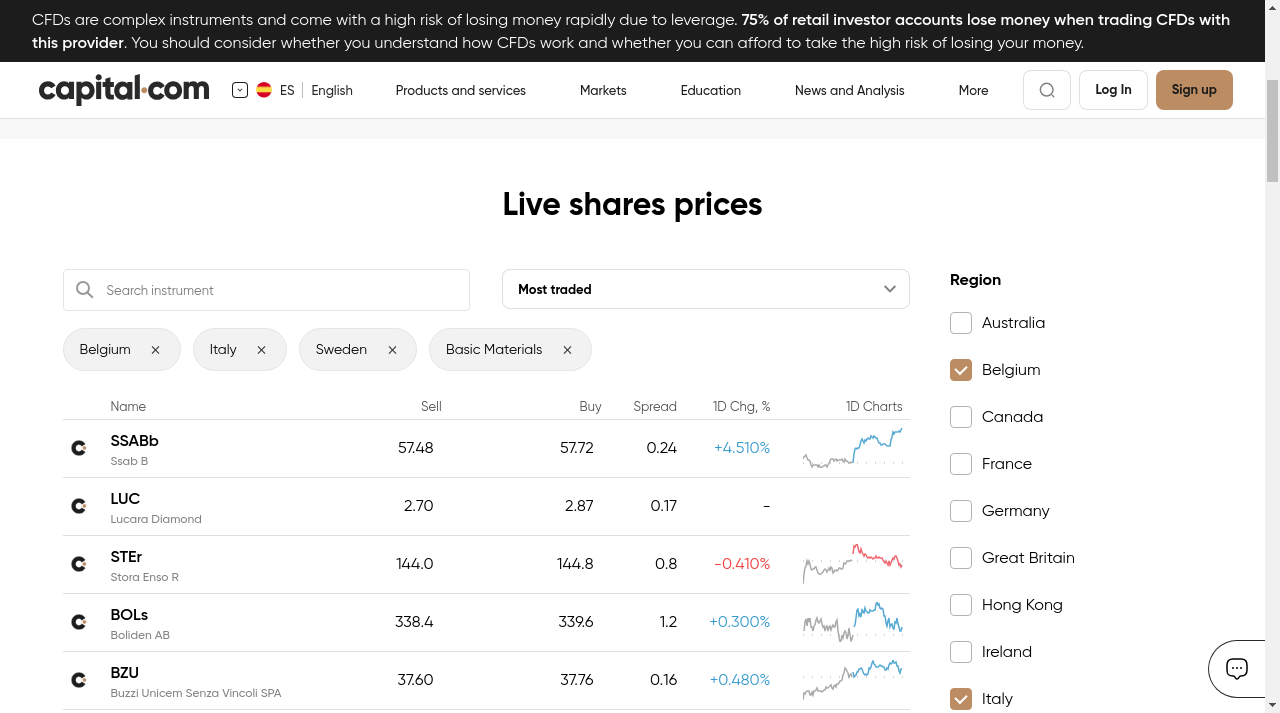 CFDs are complex instruments and come with a high risk of losing money rapidly due to leverage. 75% of retail investor accounts lose money when trading CFDs with
this provider. You should consider whether you understand how CFDs work and whether you can afford to take the high risk of losing your money.
capital.com ES English Products and services Markets Education News and Analysis More Log In Sign up
Live shares prices
Search instrument
Most traded
Belgium Italy Sweden Basic Materials
Name Sell Buy Spread 1D Chg, % 1D Charts
SSABb 57.48 57.72 0.24 +4.510%
Ssab B
LUC 2.70 2.87 0.17 -
Lucara Diamond
STEr 144.0 144.8 0.8 -0.410%
Stora Enso R
BOLs 338.4 339.6 1.2 +0.300%
Boliden AB
BZU 37.60 37.76 0.16 +0.480%
Buzzi Unicem Senza Vincoli SPA
Region
Australia
Belgium
Canada
France
Germany
Great Britain
Hong Kong
Ireland
Italy